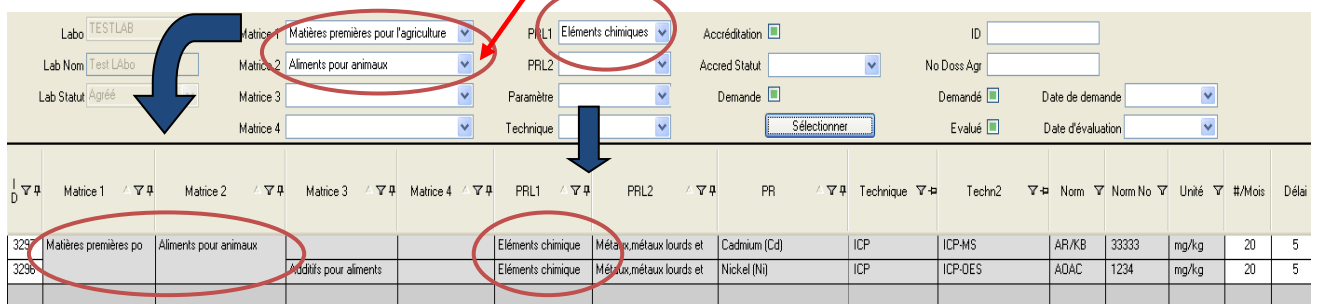 Labo TESTLAB Matrice 1 Matières premières pour l'agriculture PRL1 Eléments chimiques Accréditation ID
Lab Nom Test LAbo Matrice 2 Aliments pour animaux PRL2 Accred Statut No Doss Agr
Lab Statut Agréé Matrice 3 Paramètre Demande Demandé Date de demande
Matrice 4 Technique Sélectionner Evalué Date d'évaluation
ID Matrice 1 Matrice 2 Matrice 3 Matrice 4 PRL1 PRL2 PR Technique Techn2 Norm Norm No Unité #/Mois Délai
3297 Matières premières po Aliments pour animaux Eléments chimique Métaux,métaux lourds et Cadmium (Cd) ICP ICP-MS AR/KB 33333 mg/kg 20 5
3296 Additifs pour aliments Eléments chimique Métaux,métaux lourds et Nickel (Ni) ICP ICP-OES AOAC 1234 mg/kg 20 5